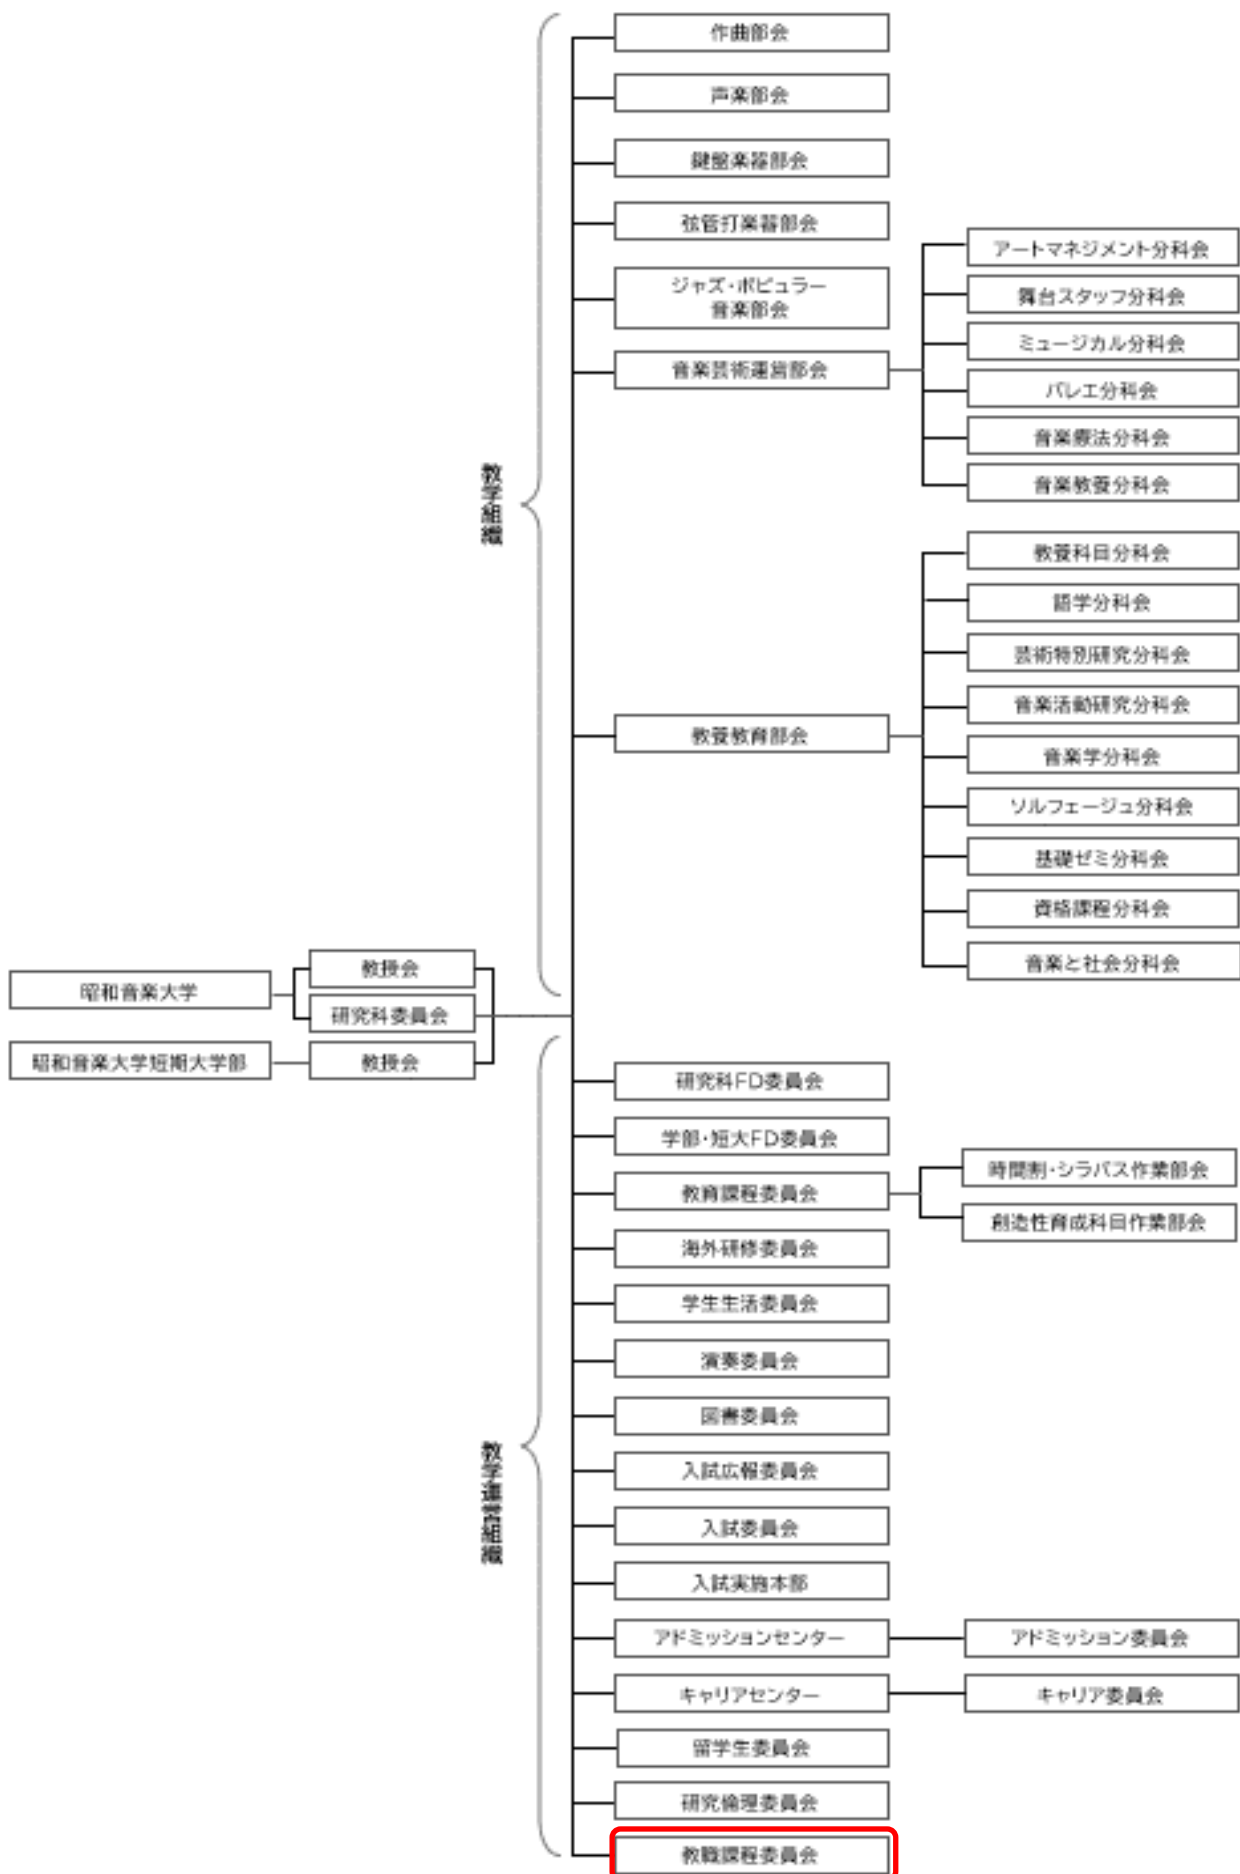 作曲部会
声楽部会
鍵盤楽器部会
弦管打楽器部会
ジャズ・ポピュラー
音楽部会
音楽芸術運営部会
アートマネジメント分科会
舞台スタッフ分科会
ミュージカル分科会
バレエ分科会
音楽療法分科会
音楽教養分科会
教学組織
教養教育部会
教養科目分科会
語学分科会
芸術特別研究分科会
音楽活動研究分科会
音楽学分科会
ソルフェージュ分科会
基礎ゼミ分科会
資格課程分科会
音楽と社会分科会
昭和音楽大学
教授会
研究科委員会
昭和音楽大学短期大学部
教授会
教学運営組織
研究科FD委員会
学部・短大FD委員会
教育課程委員会
時間割・シラバス作業部会
創造性育成科目作業部会
海外研修委員会
学生生活委員会
演奏委員会
図書委員会
入試広報委員会
入試委員会
入試実施本部
アドミッションセンター
アドミッション委員会
キャリアセンター
キャリア委員会
留学生委員会
研究倫理委員会
教職課程委員会